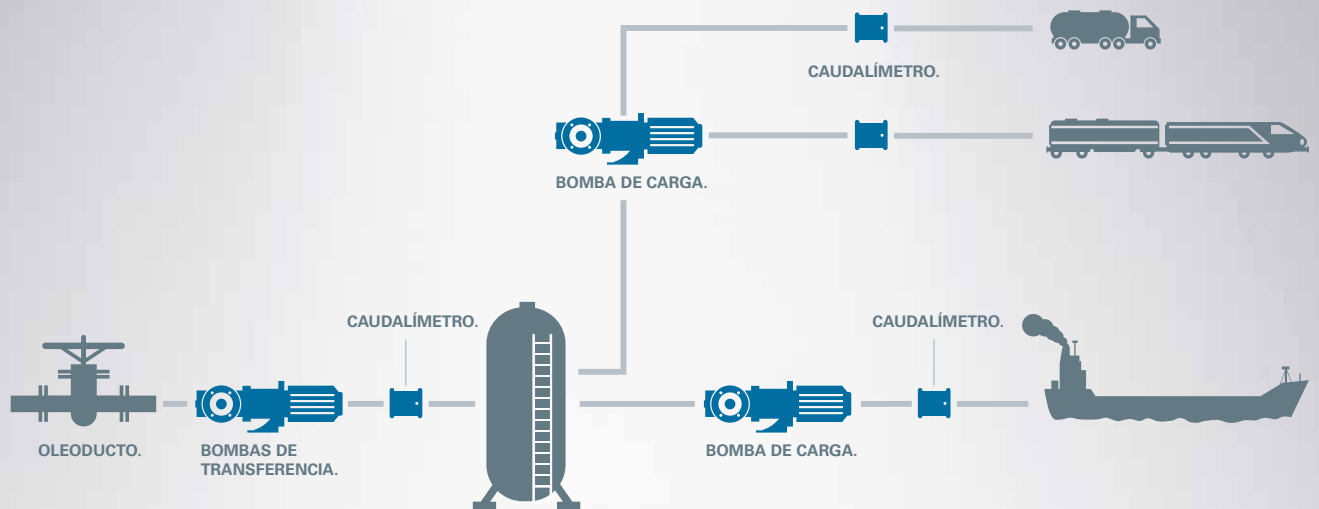 CAUDALÍMETRO.
BOMBA DE CARGA.
CAUDALÍMETRO.
CAUDALÍMETRO.
OLEODUCTO.
BOMBAS DE
TRANSFERENCIA.
BOMBA DE CARGA.